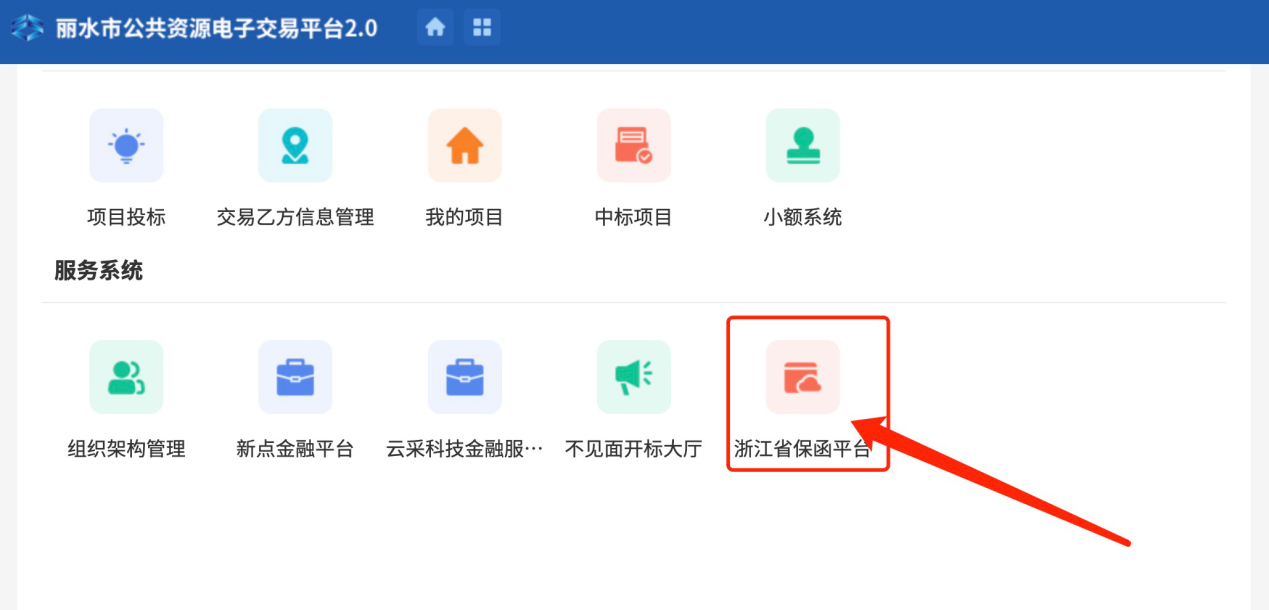 丽水市公共资源电子交易平台2.0
项目投标 交易乙方信息管理 我的项目 中标项目 小额系统
服务系统
组织架构管理 新点金融平台 云采科技金融服… 不见面开标大厅 浙江省保函平台